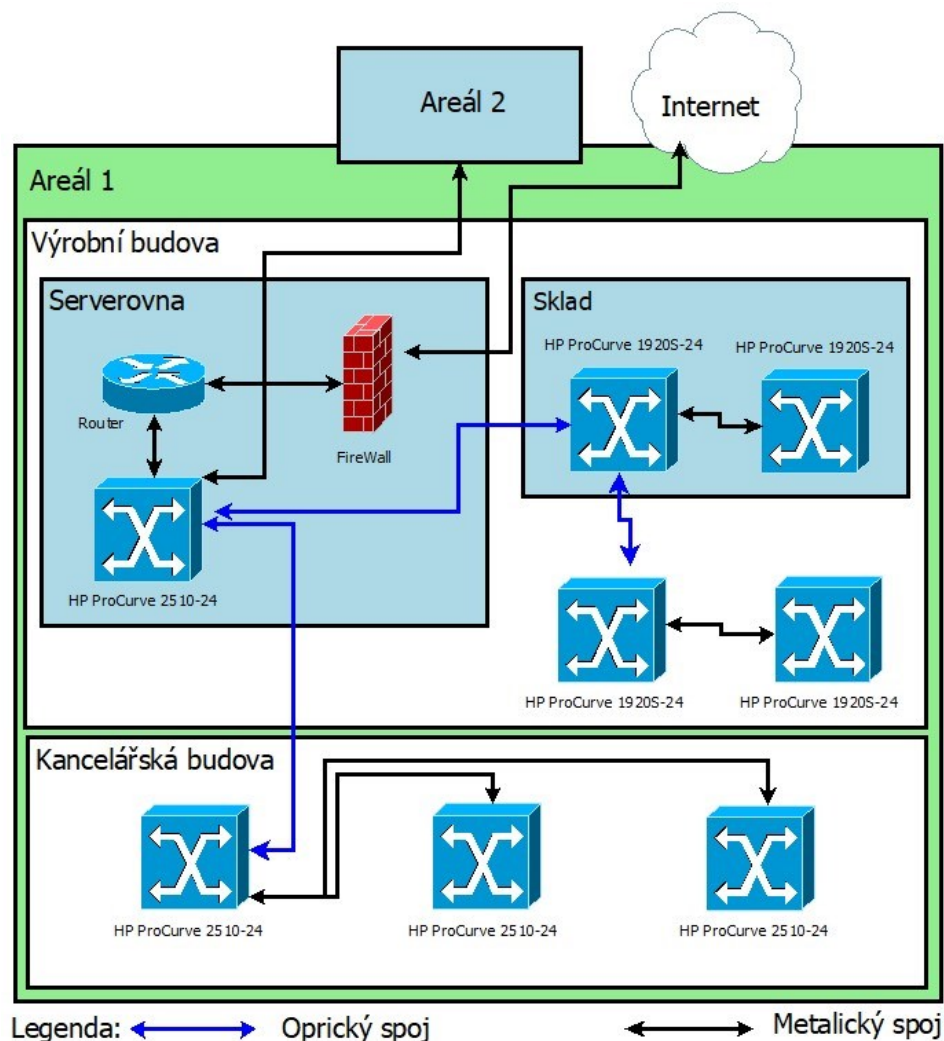 Areál 2
Internet
Areál 1
Výrobní budova
Serverovna
Sklad
HP ProCurve 1920S-24
HP ProCurve 1920S-24
Router
FireWall
HP ProCurve 2510-24
HP ProCurve 1920S-24
HP ProCurve 1920S-24
Kancelářská budova
HP ProCurve 2510-24
HP ProCurve 2510-24
HP ProCurve 2510-24
Legenda: Oprický spoj Metalický spoj